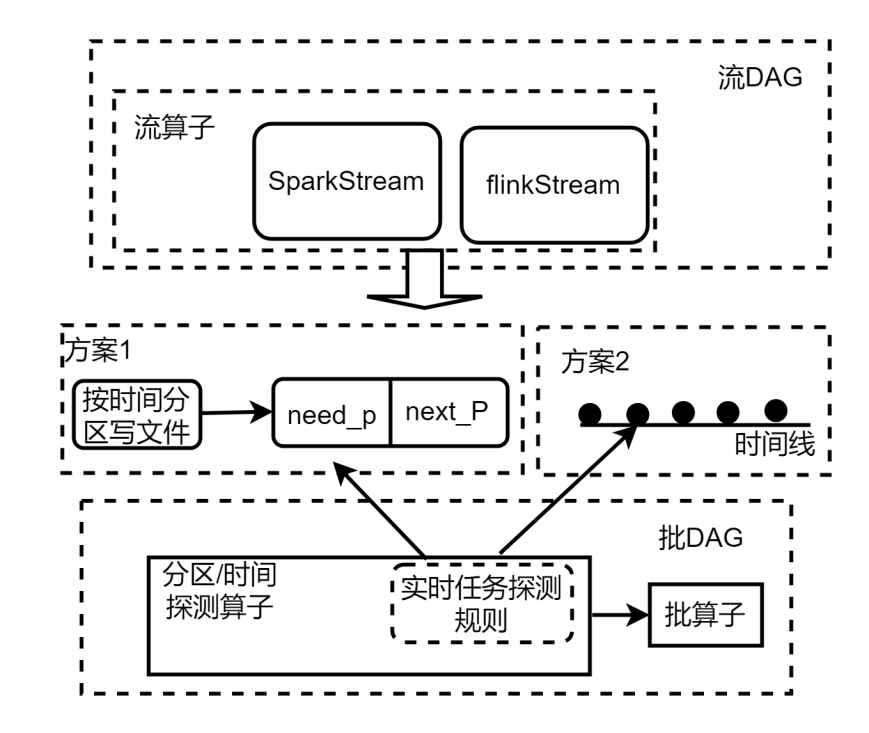 流DAG
流算子
SparkStream
flinkStream
方案1
按时间分
区写文件
need_p
next_P
方案2
时间线
批DAG
分区/时间
探测算子
实时任务探测
规则
批算子